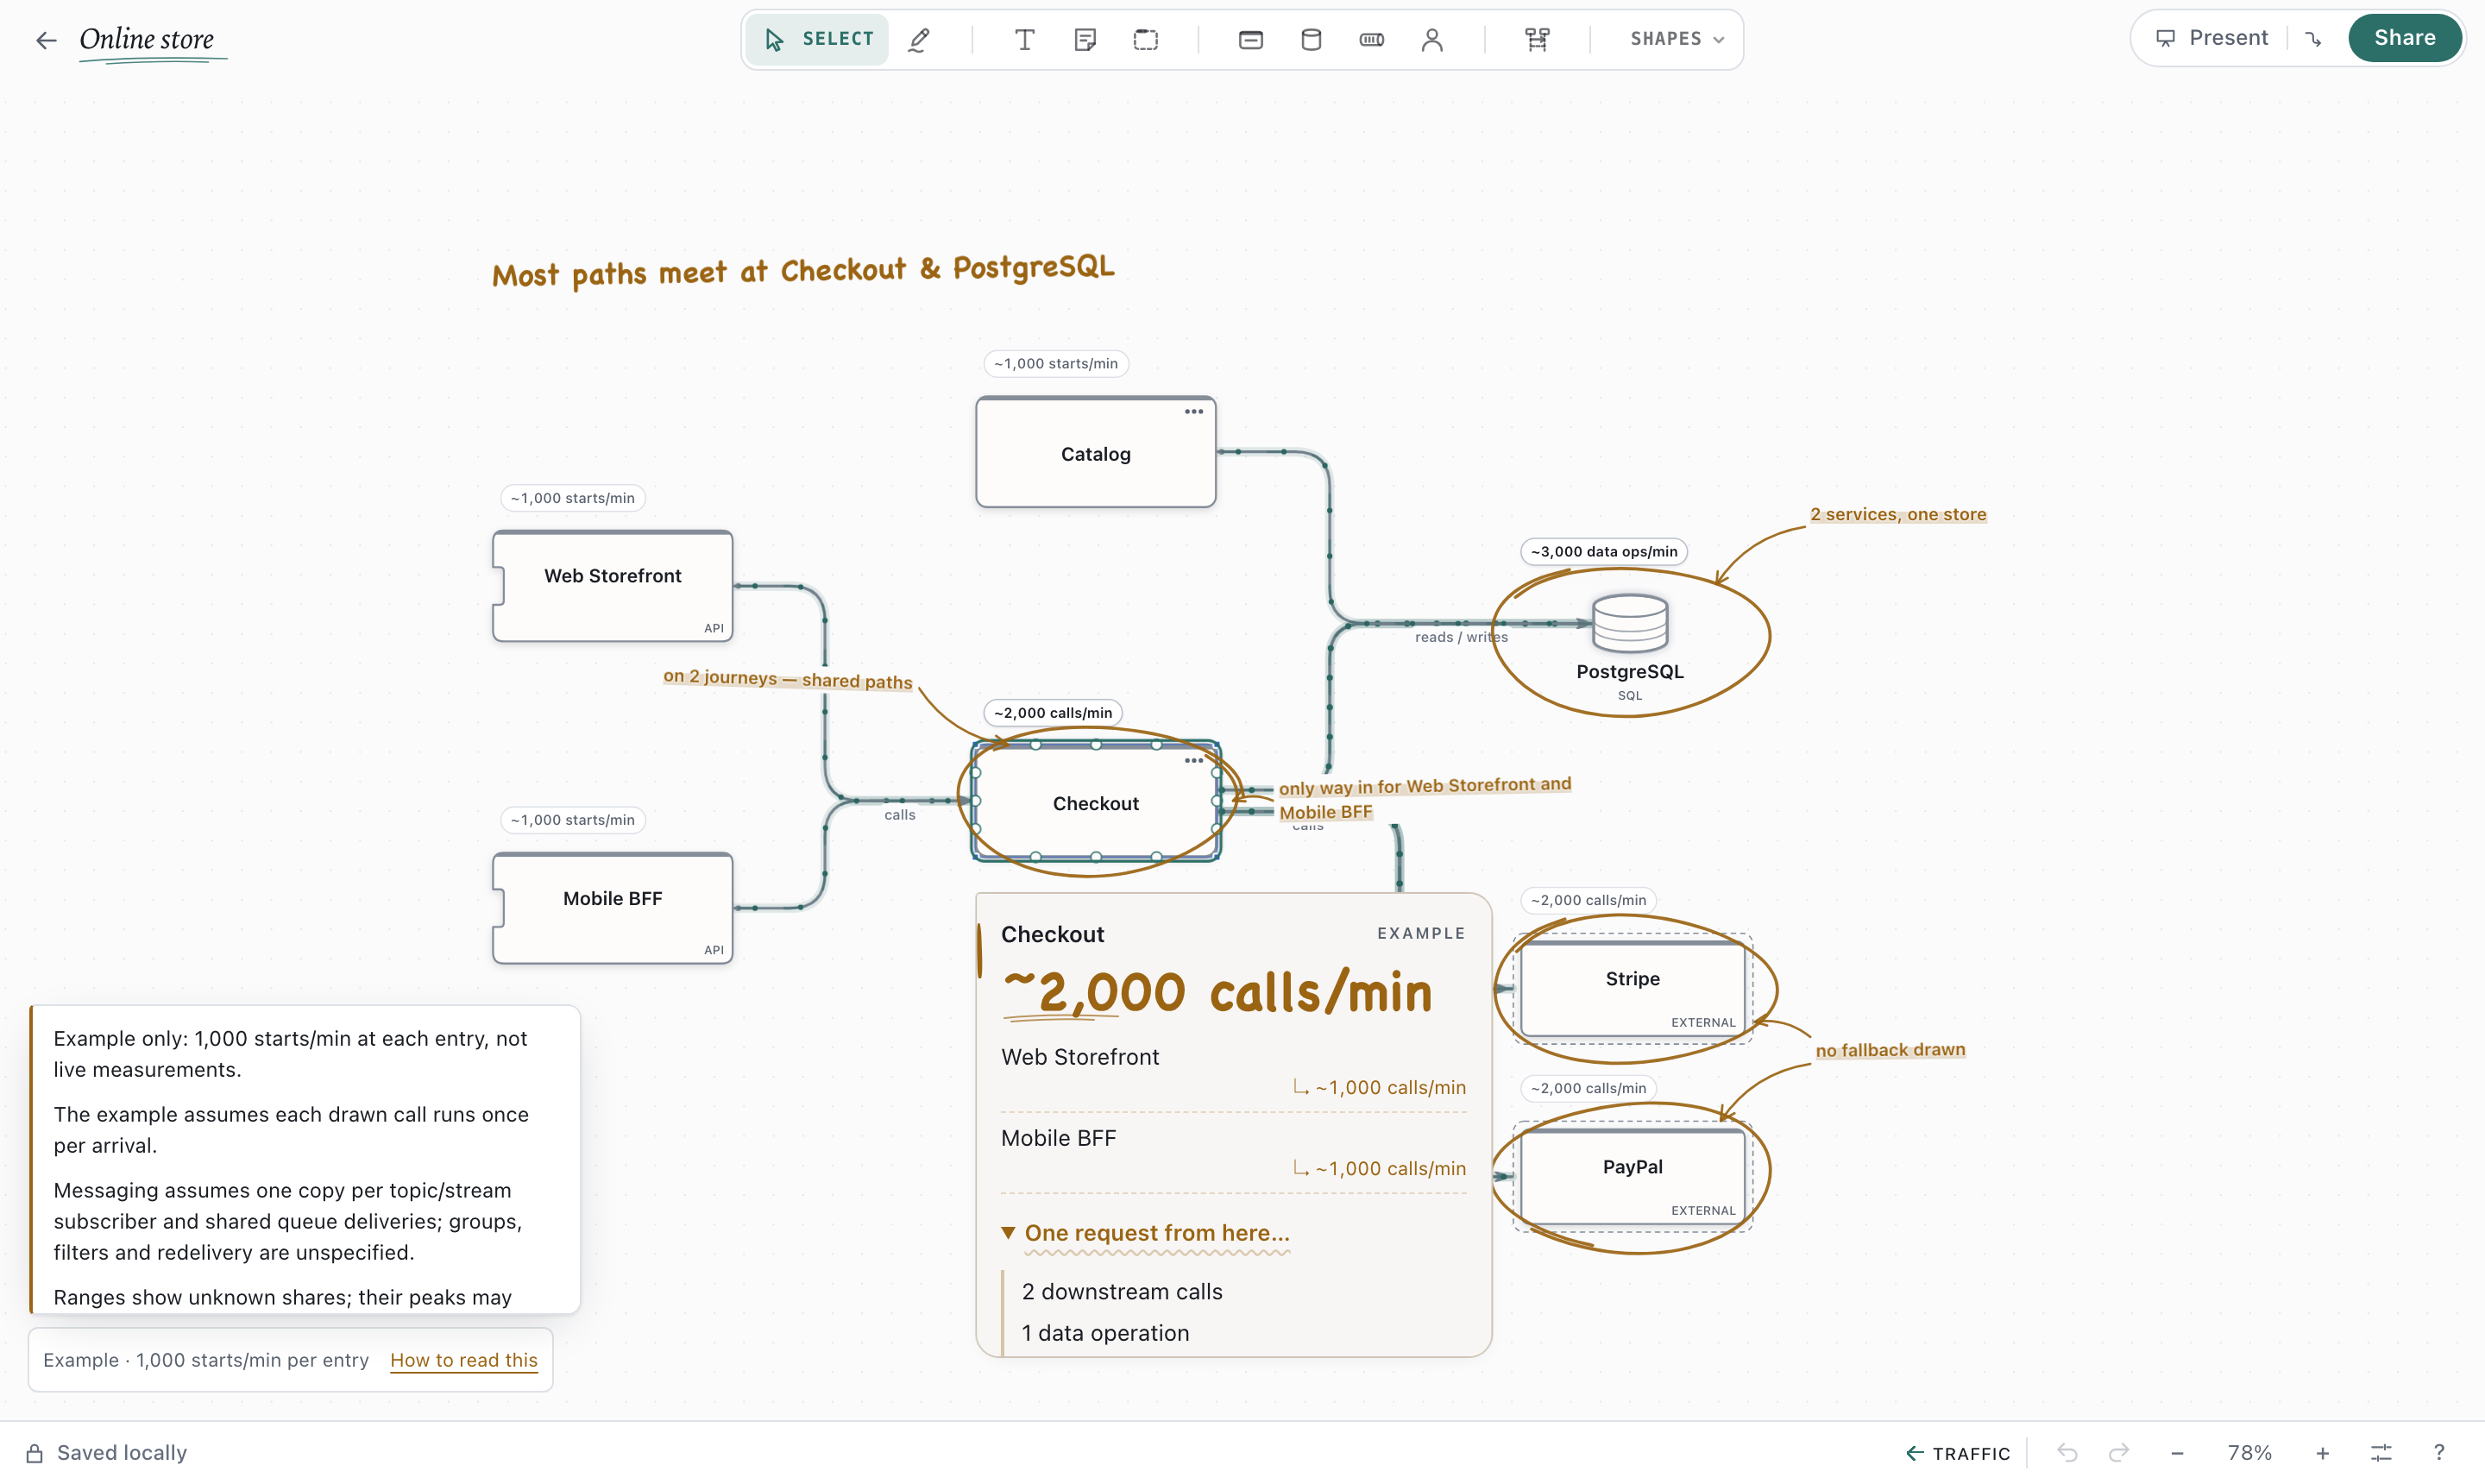 Online store
SELECT
SHAPES
Present
Share
Most paths meet at Checkout & PostgreSQL
~1,000 starts/min
Catalog
~1,000 starts/min
Web Storefront
API
2 services, one store
~3,000 data ops/min
reads / writes
PostgreSQL
SQL
on 2 journeys — shared paths
~2,000 calls/min
Checkout
calls
only way in for Web Storefront and
Mobile BFF
calls
~1,000 starts/min
Mobile BFF
API
~2,000 calls/min
Stripe
EXTERNAL
no fallback drawn
~2,000 calls/min
PayPal
EXTERNAL
Checkout
EXAMPLE
~2,000 calls/min
Web Storefront
~1,000 calls/min
Mobile BFF
~1,000 calls/min
One request from here...
2 downstream calls
1 data operation
Example only: 1,000 starts/min at each entry, not
live measurements.
The example assumes each drawn call runs once
per arrival.
Messaging assumes one copy per topic/stream
subscriber and shared queue deliveries; groups,
filters and redelivery are unspecified.
Ranges show unknown shares; their peaks may
Example · 1,000 starts/min per entry
How to read this
Saved locally
TRAFFIC
78%